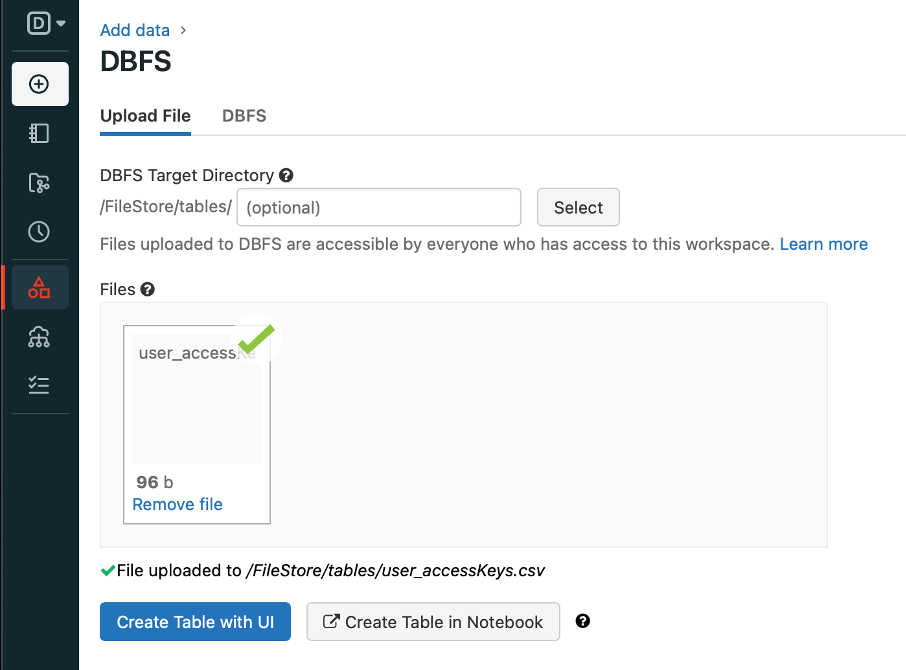 D
Add data
DBFS
Upload File DBFS
DBFS Target Directory
/FileStore/tables/ (optional) Select
Files uploaded to DBFS are accessible by everyone who has access to this workspace. Learn more
Files
user_accessKe
96 b
Remove file
File uploaded to /FileStore/tables/user_accessKeys.csv
Create Table with UI Create Table in Notebook